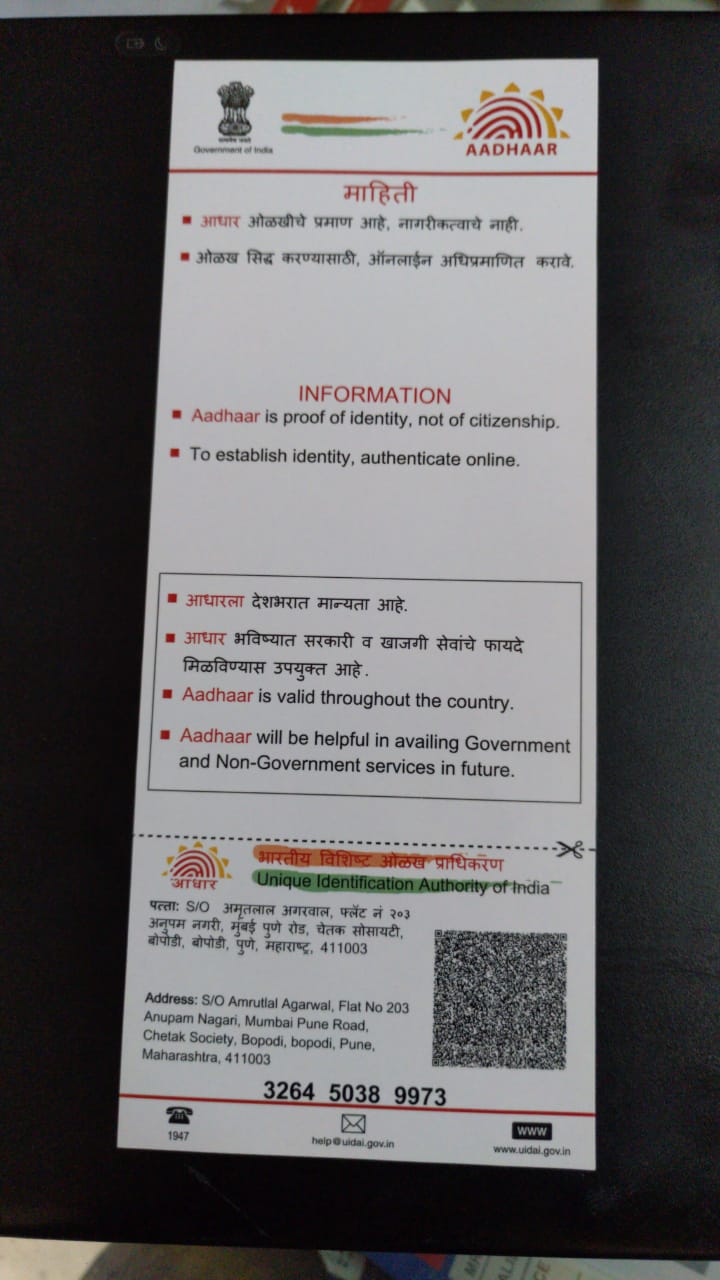 सत्यमेव जयते
Government of India
AADHAAR
माहिती
आधार ओळखीचे प्रमाण आहे, नागरीकत्वाचे नाही.
ओळख सिद्ध करण्यासाठी, ऑनलाईन अधिप्रमाणित करावे.
INFORMATION
Aadhaar is proof of identity, not of citizenship.
To establish identity, authenticate online.
आधारला देशभरात मान्यता आहे.
आधार भविष्यात सरकारी व खाजगी सेवांचे फायदे
मिळविण्यास उपयुक्त आहे.
Aadhaar is valid throughout the country.
Aadhaar will be helpful in availing Government
and Non-Government services in future.
आधार
भारतीय विशिष्ट ओळख प्राधिकरण
Unique Identification Authority of India
पत्ता: S/O अमृतलाल अगरवाल, फ्लॅट नं २०३
अनुपम नगरी, मुंबई पुणे रोड, चेतक सोसायटी,
बोपोडी, बोपोडी, पुणे, महाराष्ट्र, 411003
Address: S/O Amrutlal Agarwal, Flat No 203
Anupam Nagari, Mumbai Pune Road,
Chetak Society, Bopodi, bopodi, Pune,
Maharashtra, 411003
3264 5038 9973
1947
help@uidai.gov.in
WWW
www.uidai.gov.in